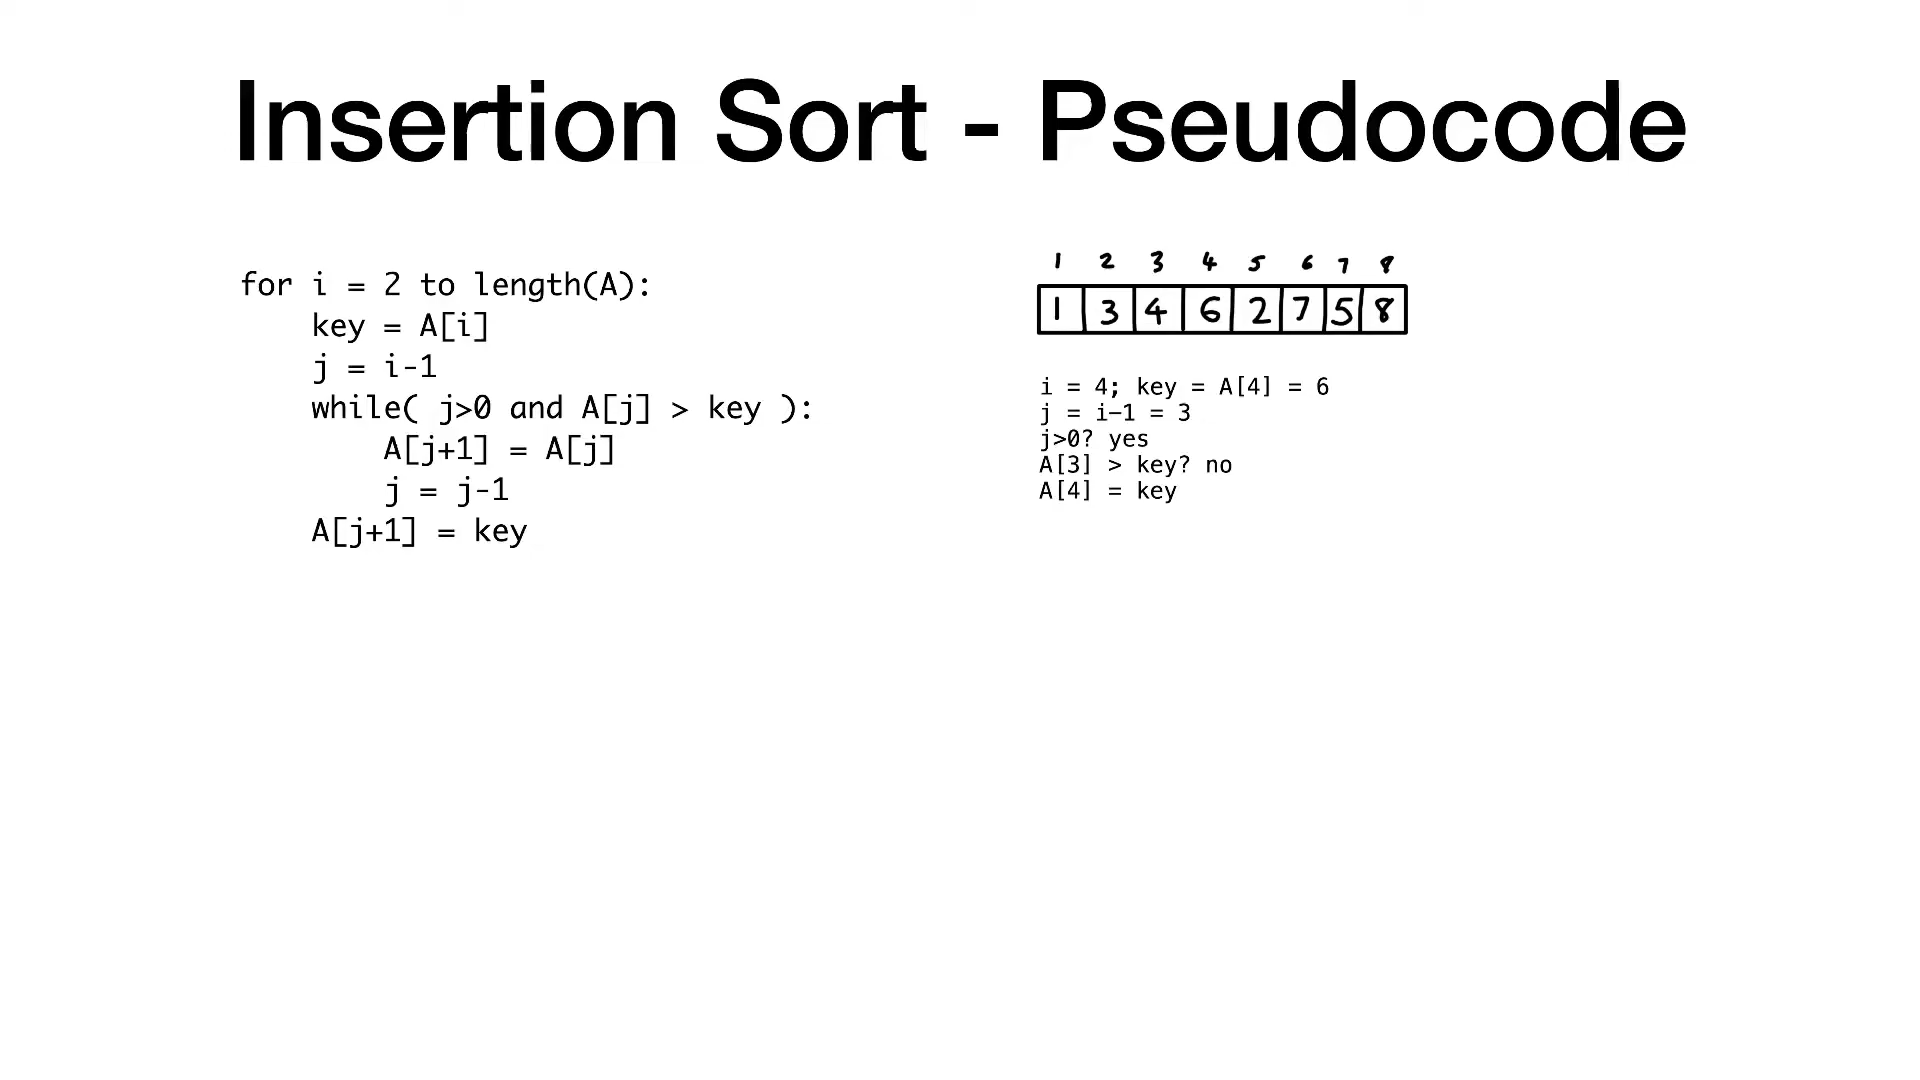 Insertion Sort - Pseudocode
for i = 2 to length(A):
    key = A[i]
    j = i-1
    while( j>0 and A[j] > key ):
        A[j+1] = A[j]
        j = j-1
    A[j+1] = key
1 2 3 4 5 6 7 8
1 3 4 6 2 7 5 8
i = 4; key = A[4] = 6
j = i-1 = 3
j>0? yes
A[3] > key? no
A[4] = key